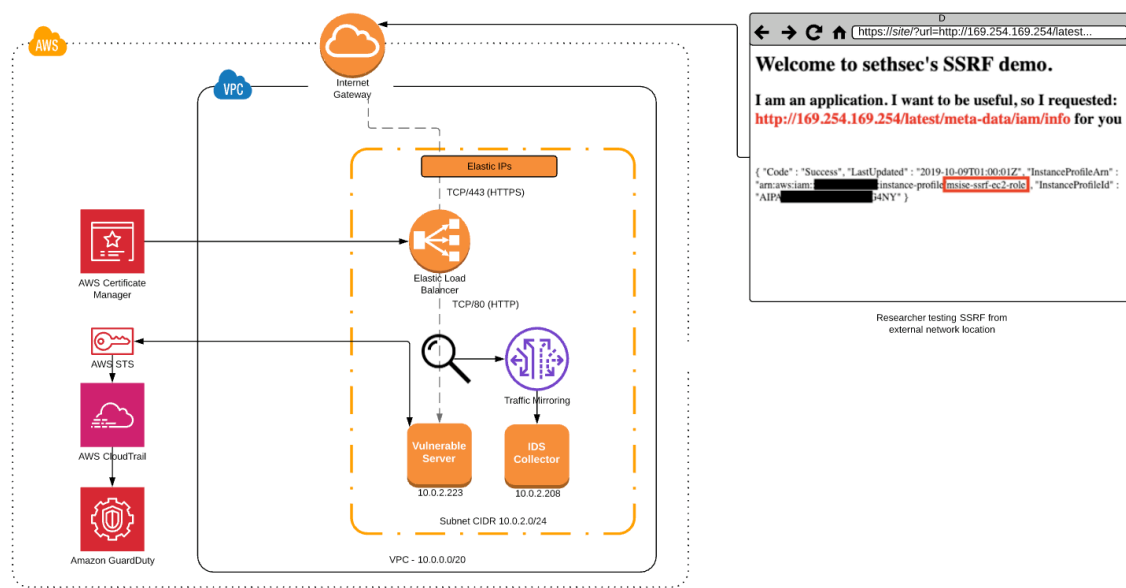 AWS
VPC
Internet
Gateway
Elastic IPs
TCP/443 (HTTPS)
Elastic Load
Balancer
TCP/80 (HTTP)
AWS Certificate
Manager
AWS STS
AWS CloudTrail
Amazon GuardDuty
Traffic Mirroring
Vulnerable
Server
10.0.2.223
IDS
Collector
10.0.2.208
Subnet CIDR 10.0.2.0/24
VPC - 10.0.0.0/20
D
https://site/?url=http://169.254.169.254/latest...
Welcome to sethsec's SSRF demo.
I am an application. I want to be useful, so I requested:
http://169.254.169.254/latest/meta-data/iam/info for you
{ "Code" : "Success", "LastUpdated" : "2019-10-09T01:00:01Z", "InstanceProfileArn" :
"arn:aws:iam: :instance-profile msise-ssrf-ec2-role , "InstanceProfileId" :
"AIPA 54NY" }
Researcher testing SSRF from
external network location